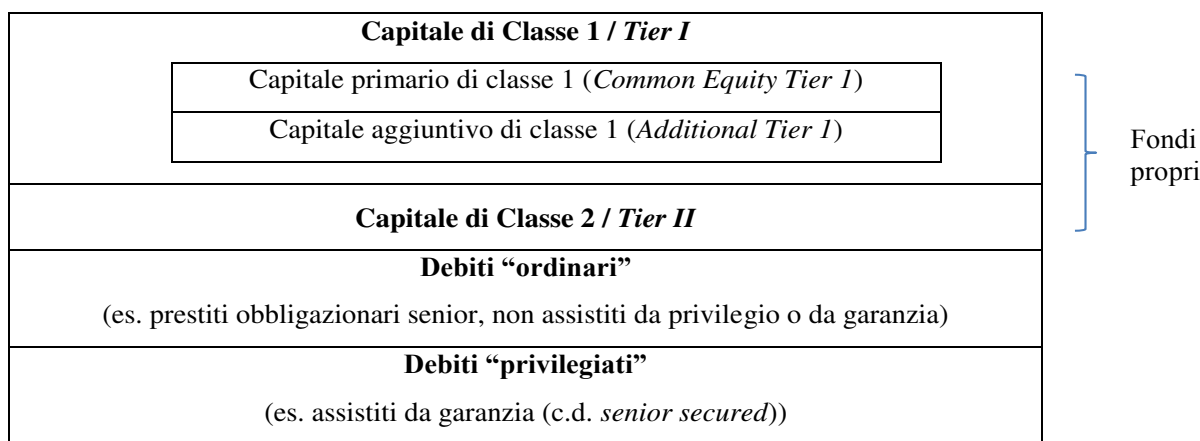 Capitale di Classe 1 / Tier I
Capitale primario di classe 1 (Common Equity Tier 1)
Capitale aggiuntivo di classe 1 (Additional Tier 1)
Fondi
propri
Capitale di Classe 2 / Tier II
Debiti “ordinari”
(es. prestiti obbligazionari senior, non assistiti da privilegio o da garanzia)
Debiti “privilegiati”
(es. assistiti da garanzia (c.d. senior secured))